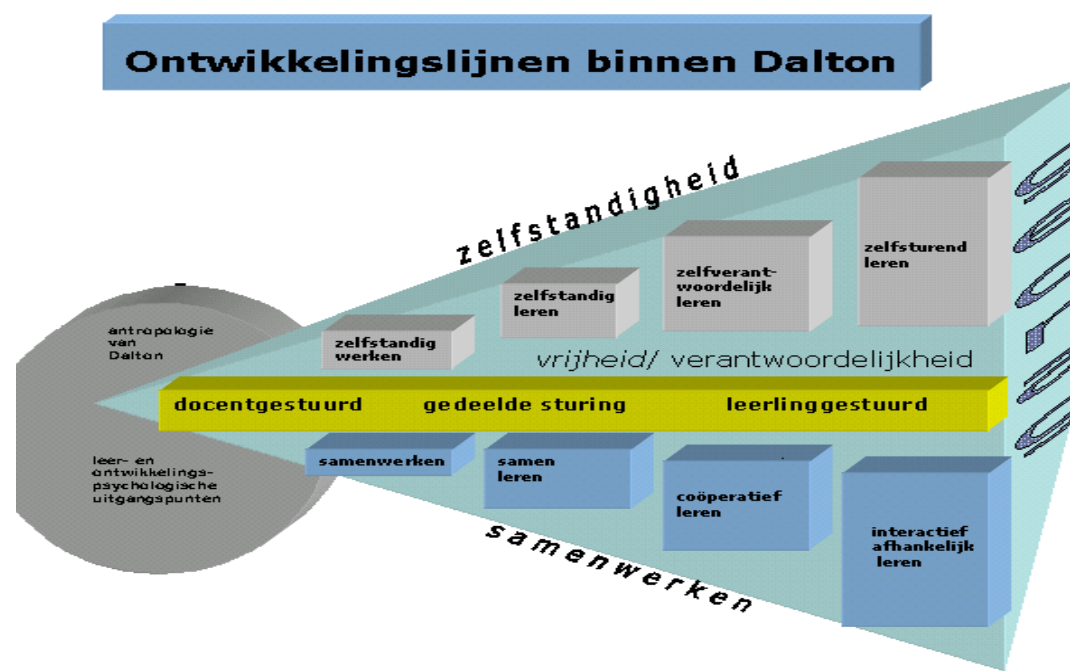 Ontwikkelingslijnen binnen Dalton
zelfstandigheid
antropologie
van
Dalton
zelfstandig
werken
zelfstandig
leren
zelfverant-
woordelijk
leren
zelfsturend
leren
vrijheid/ verantwoordelijkheid
docentgestuurd gedeelde sturing leerlinggestuurd
leer- en
ontwikkelings-
psychologische
uitgangspunten
samenwerken
samen
leren
coöperatief
leren
interactief
afhankelijk
leren
samenwerken